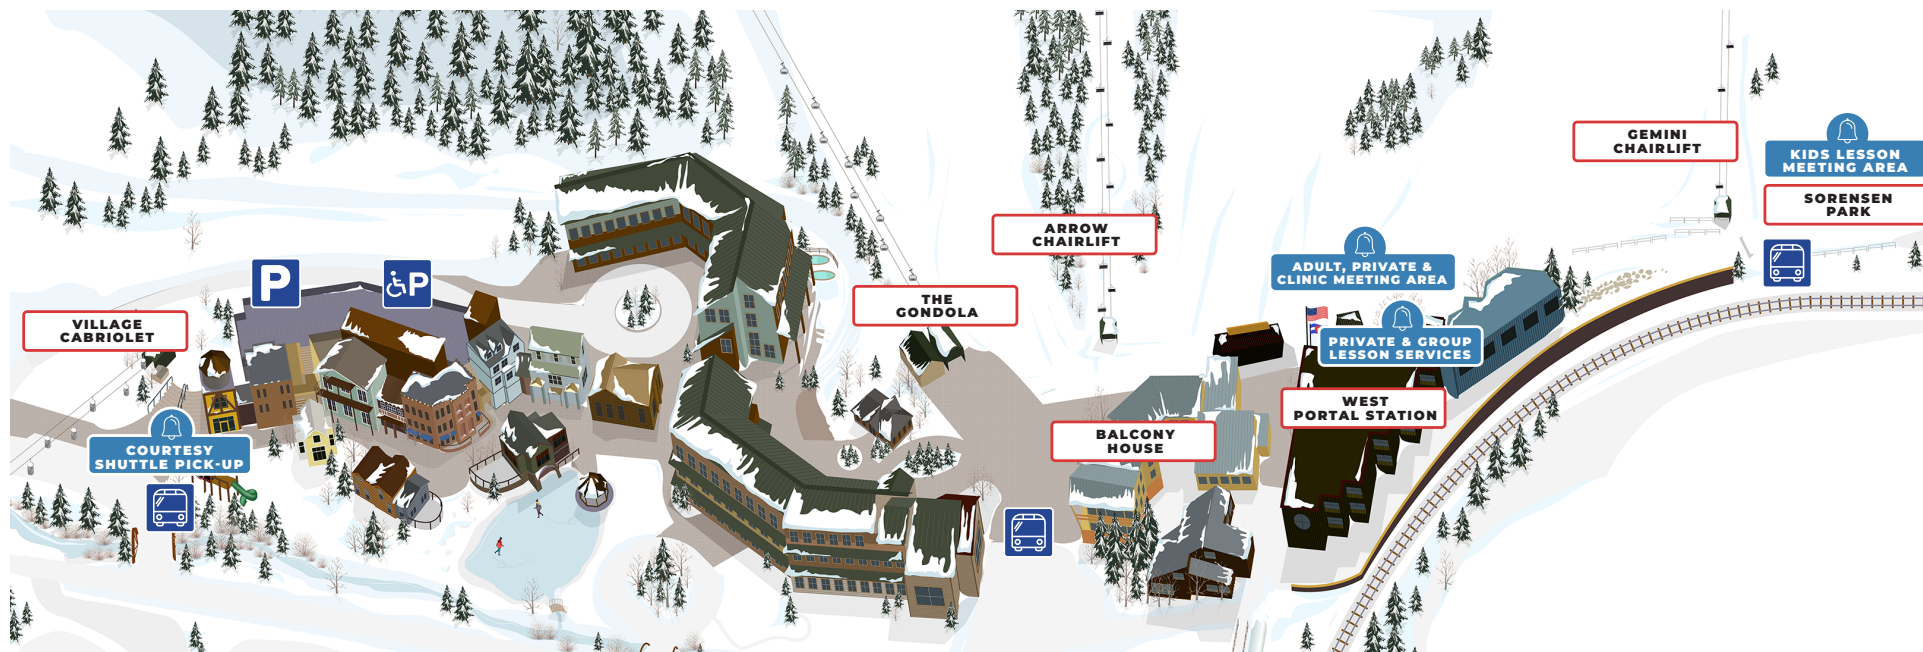 VILLAGE
CABRIOLET
P
P
COURTESY
SHUTTLE PICK-UP
THE
GONDOLA
ARROW
CHAIRLIFT
BALCONY
HOUSE
ADULT, PRIVATE &
CLINIC MEETING AREA
PRIVATE & GROUP
LESSON SERVICES
WEST
PORTAL STATION
GEMINI
CHAIRLIFT
KIDS LESSON
MEETING AREA
SORENSEN
PARK